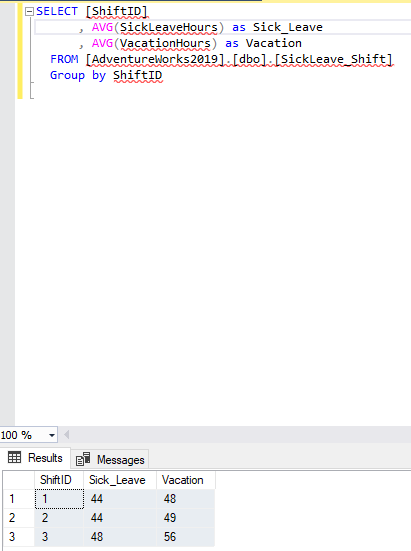 SELECT [ShiftID]
, AVG(SickLeaveHours) as Sick_Leave
, AVG(VacationHours) as Vacation
FROM [AdventureWorks2019].[dbo].[SickLeave_Shift]
Group by ShiftID
100 %
Results Messages
ShiftID Sick_Leave Vacation
1 1 44 48
2 2 44 49
3 3 48 56